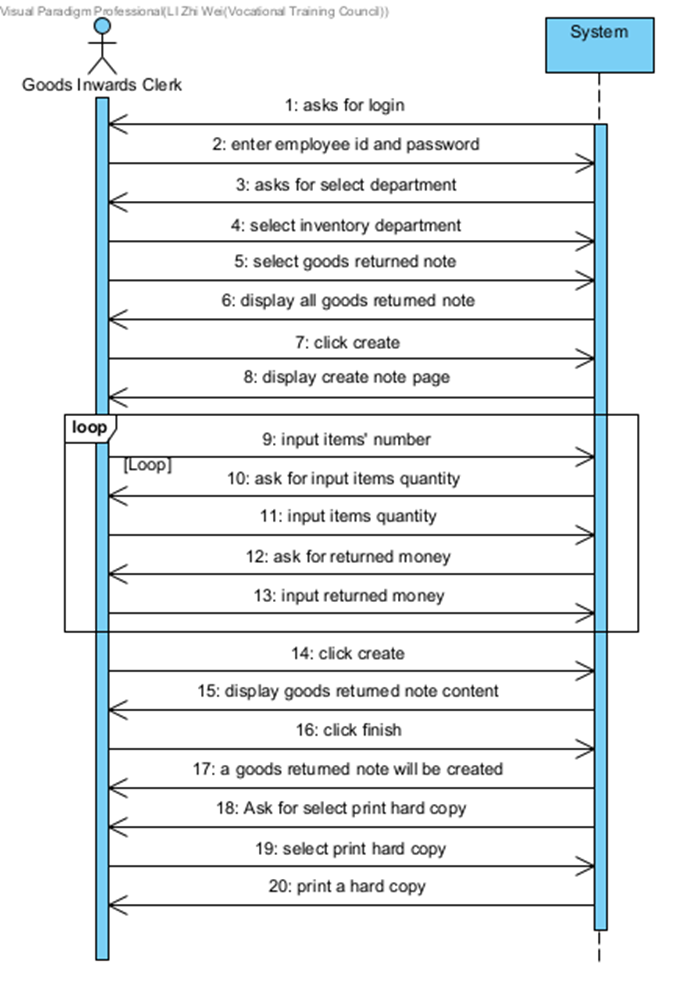 Visual Paradigm Professional(LI Zhi Wei(Vocational Training Council))
System
Goods Inwards Clerk
1: asks for login
2: enter employee id and password
3: asks for select department
4: select inventory department
5: select goods returned note
6: display all goods returned note
7: click create
8: display create note page
loop
9: input items' number
[Loop]
10: ask for input items quantity
11: input items quantity
12: ask for returned money
13: input returned money
14: click create
15: display goods returned note content
16: click finish
17: a goods returned note will be created
18: Ask for select print hard copy
19: select print hard copy
20: print a hard copy